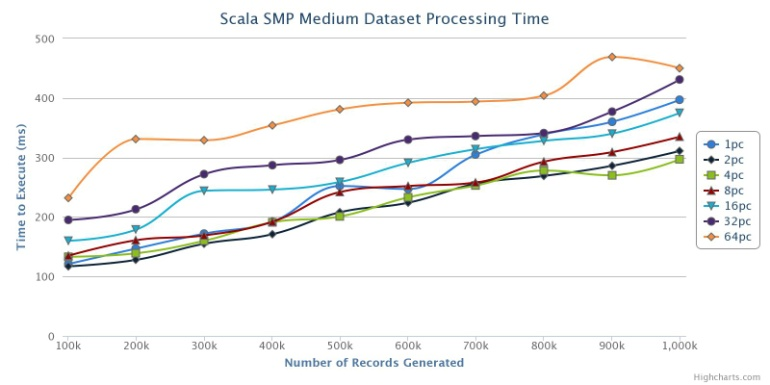 Scala SMP Medium Dataset Processing Time
Time to Execute (ms)
500
400
300
200
100
0
100k 200k 300k 400k 500k 600k 700k 800k 900k 1,000k
Number of Records Generated
1pc
2pc
4pc
8pc
16pc
32pc
64pc
Highcharts.com